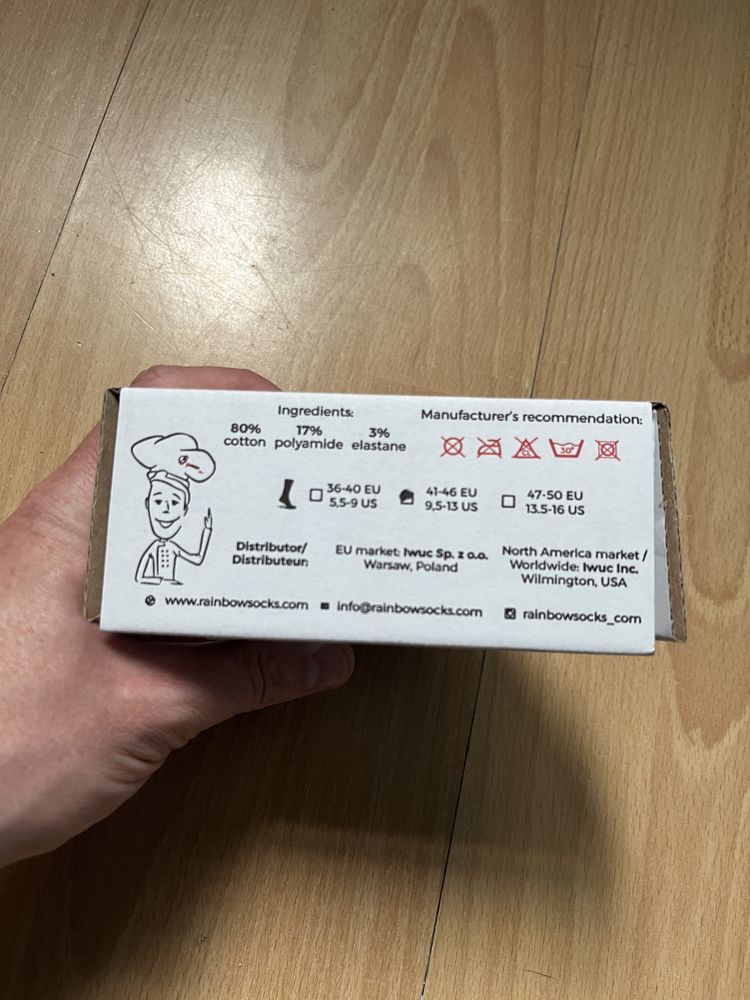 Ingredients:
80% 17% 3%
cotton polyamide elastane
Manufacturer's recommendation:
CL 30°
36-40 EU
5,5-9 US
41-46 EU
9,5-13 US
47-50 EU
13.5-16 US
Distributor/
Distributeur:
EU market: Iwuc Sp. z o.o.
Warsaw, Poland
North America market /
Worldwide: Iwuc Inc.
Wilmington, USA
www.rainbowsocks.com info@rainbowsocks.com rainbowsocks_com